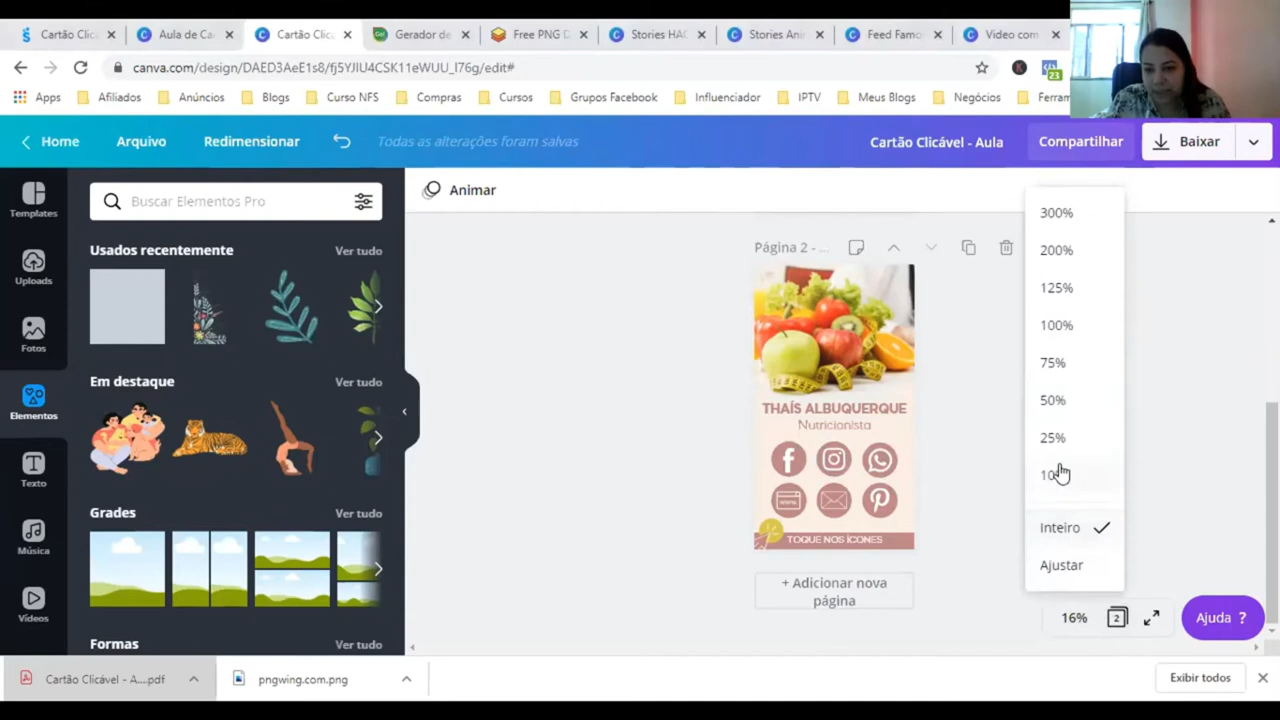 Cartão Clic
Aula de Ca
Cartão Clic
Gerador de
Free PNG D
Stories HAC
Stories Ani
Feed Famo
Video com
canva.com/design/DAED3AeE1s8/fj5YJIU4CSK11eWUU_I76g/edit#
23
Apps
Afiliados
Anúncios
Blogs
Curso NFS
Compras
Cursos
Grupos Facebook
Influenciador
IPTV
Meus Blogs
Negócios
Ferram
Home
Arquivo
Redimensionar
Todas as alterações foram salvas
Cartão Clicável - Aula
Compartilhar
Baixar
Templates
Uploads
Fotos
Elementos
Texto
Música
Vídeos
Buscar Elementos Pro
Usados recentemente
Ver tudo
Em destaque
Ver tudo
Grades
Ver tudo
Formas
Ver tudo
Animar
Página 2 - ...
THAÍS ALBUQUERQUE
Nutricionista
www
TOQUE NOS ÍCONES
+ Adicionar nova
página
300%
200%
125%
100%
75%
50%
25%
Inteiro
Ajustar
16%
2
Ajuda ?
Cartão Clicável - A....pdf
pngwing.com.png
Exibir todos